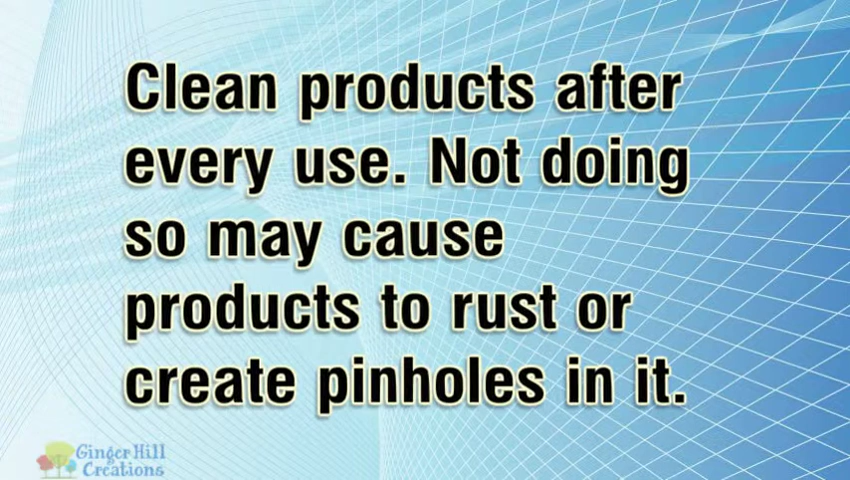 Clean products after
every use. Not doing
so may cause
products to rust or
create pinholes in it.
Ginger Hill
Creations